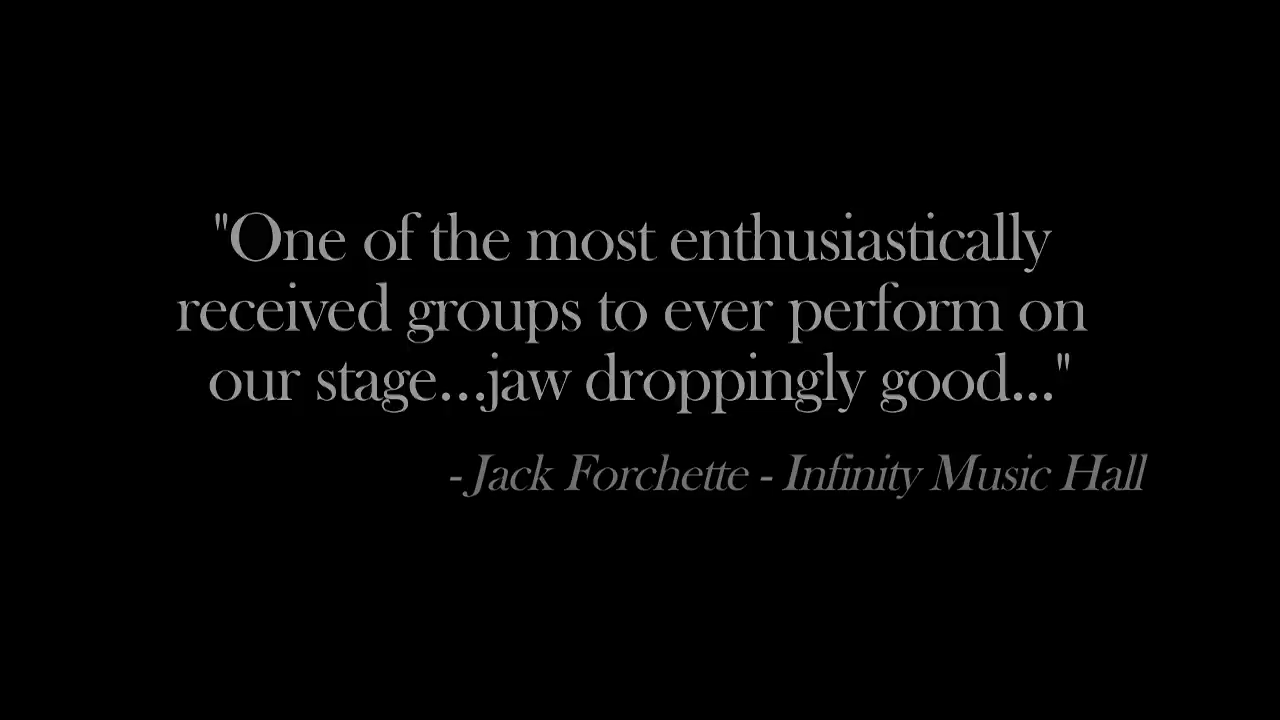 "One of the most enthusiastically
received groups to ever perform on
our stage...jaw droppingly good..."
- Jack Forchette - Infinity Music Hall